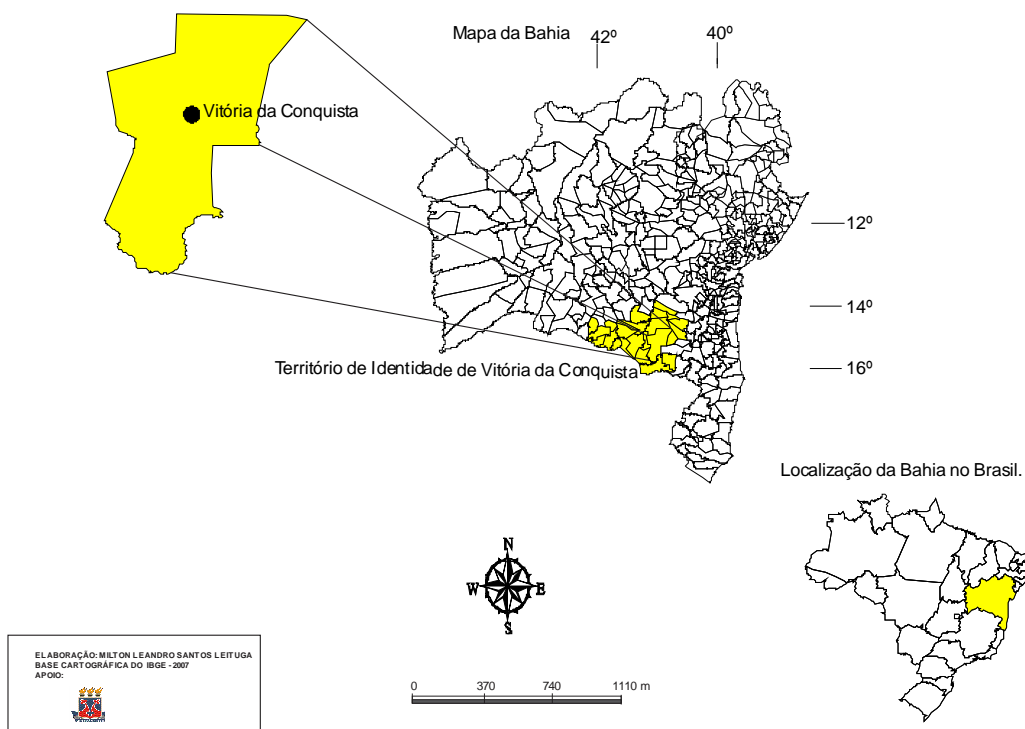 Mapa da Bahia
42º
40º
Vitória da Conquista
12º
14º
Território de Identidade de Vitória da Conquista
16º
Localização da Bahia no Brasil.
N
W
E
S
ELABORAÇÃO: MILTON LEANDRO SANTOS LEITUGA
BASE CARTOGRÁFICA DO IBGE - 2007
APOIO:
0 370 740 1110 m